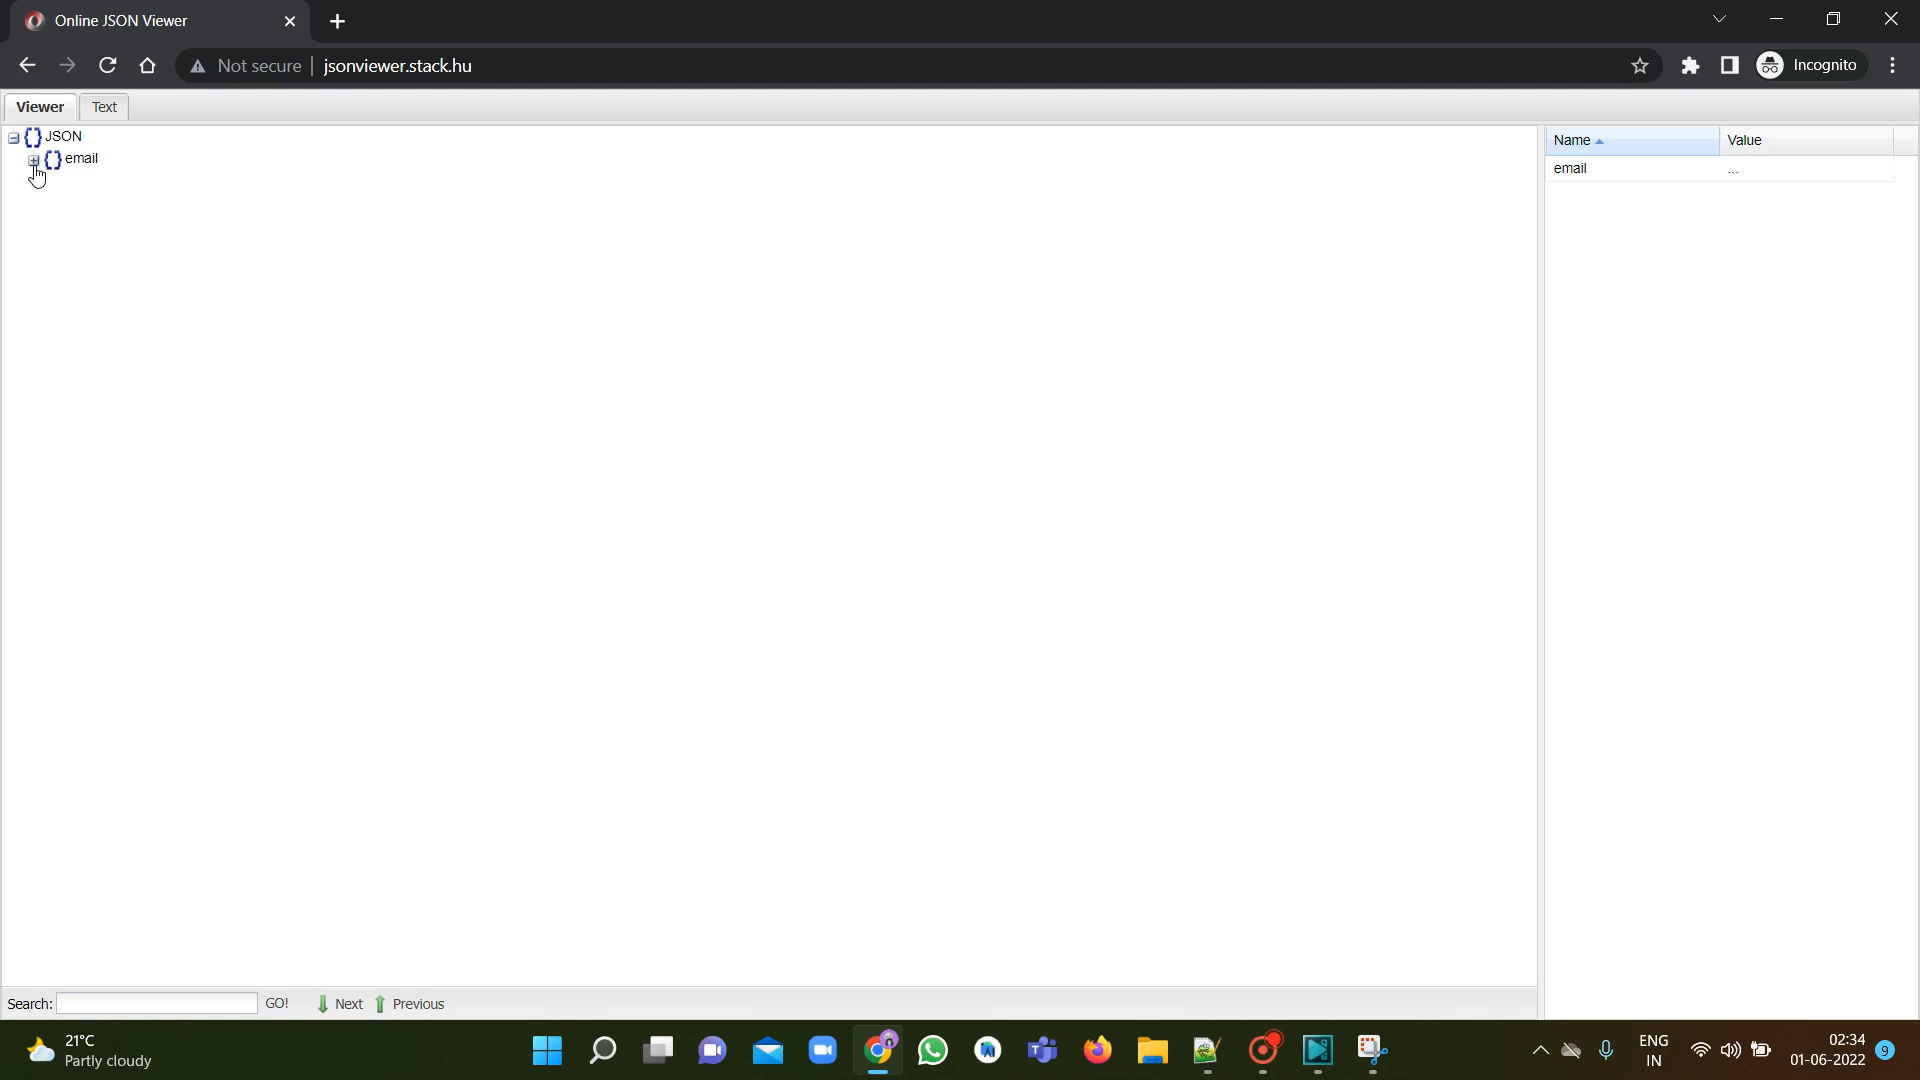 Online JSON Viewer
Not secure
jsonviewer.stack.hu
Incognito
Viewer
Text
JSON
email
Name
Value
email
...
Search:
GO!
Next
Previous
21°C
Partly cloudy
ENG
IN
02:34
01-06-2022
9